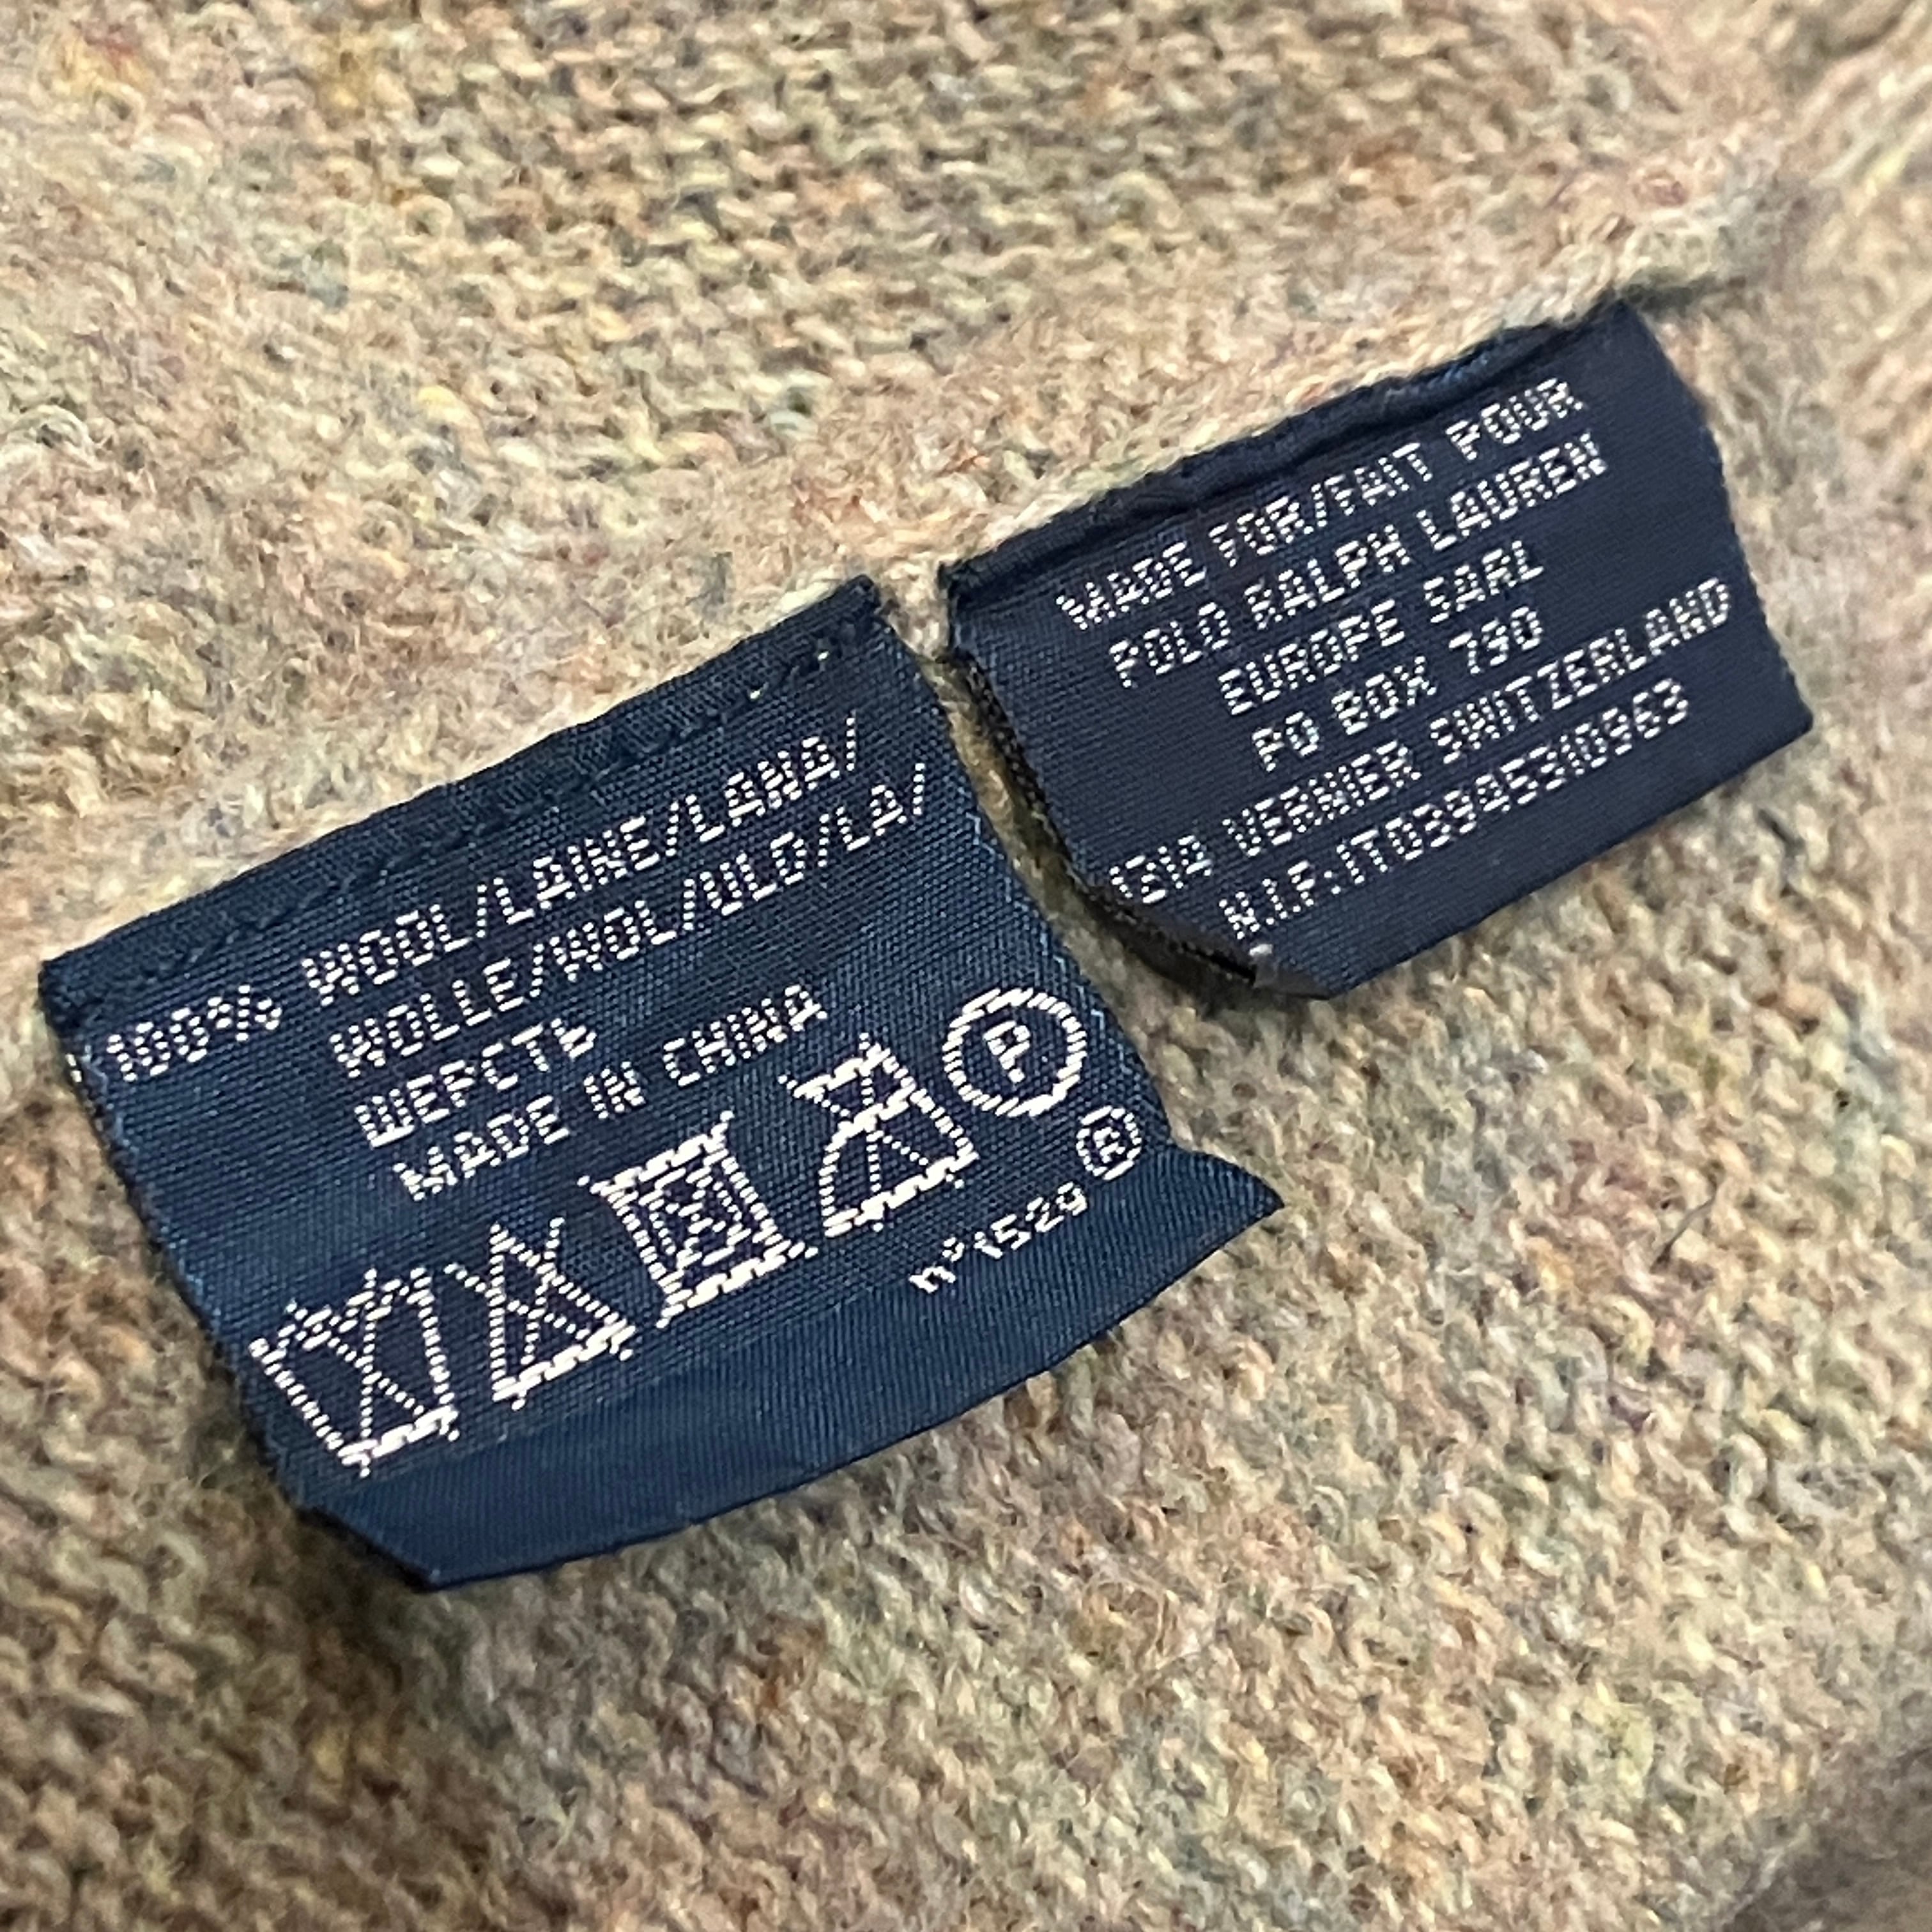 100% WOOL/LAINE/LANA/
WOLLE/WOL/ULD/LA/
ШЕРСТЬ
MADE IN CHINA
P
®
n°1529
MADE FOR/FAIT POUR
POLO RALPH LAUREN
EUROPE SARL
PO BOX 790
1214 VERNIER SWITZERLAND
N.I.F:IT03945310963